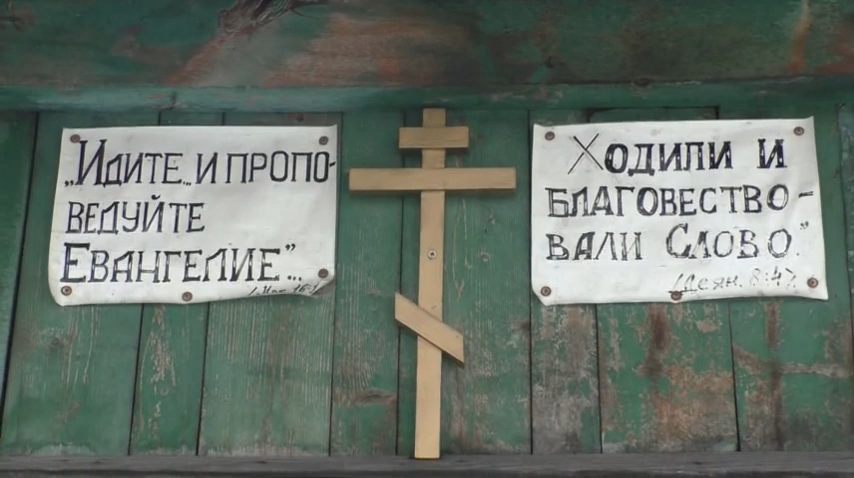 „Идите... и пропо-
ведуйте
Евангелие”...
Ходили и
благовество-
вали Слово.”
/Деян. 8:4/.